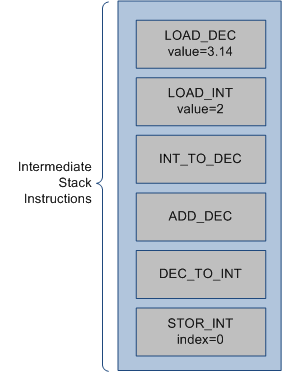 LOAD_DEC
value=3.14
LOAD_INT
value=2
INT_TO_DEC
Intermediate
Stack
Instructions
ADD_DEC
DEC_TO_INT
STOR_INT
index=0